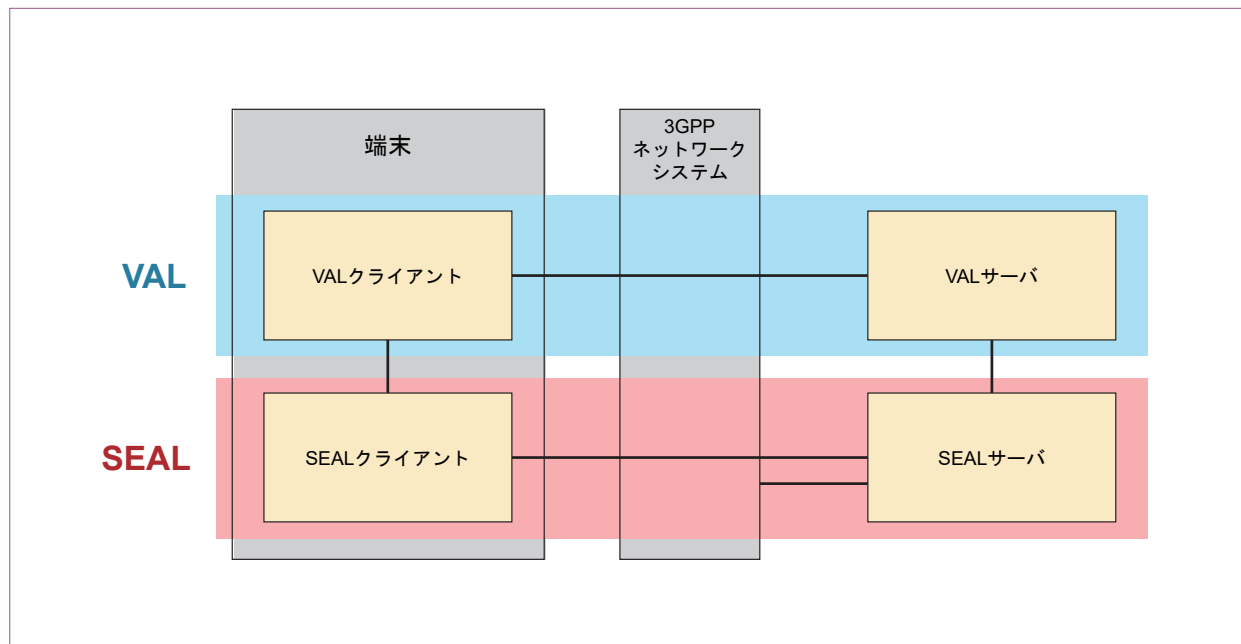 端末
3GPP
ネットワーク
システム
VAL
VALクライアント
VALサーバ
SEAL
SEALクライアント
SEALサーバ